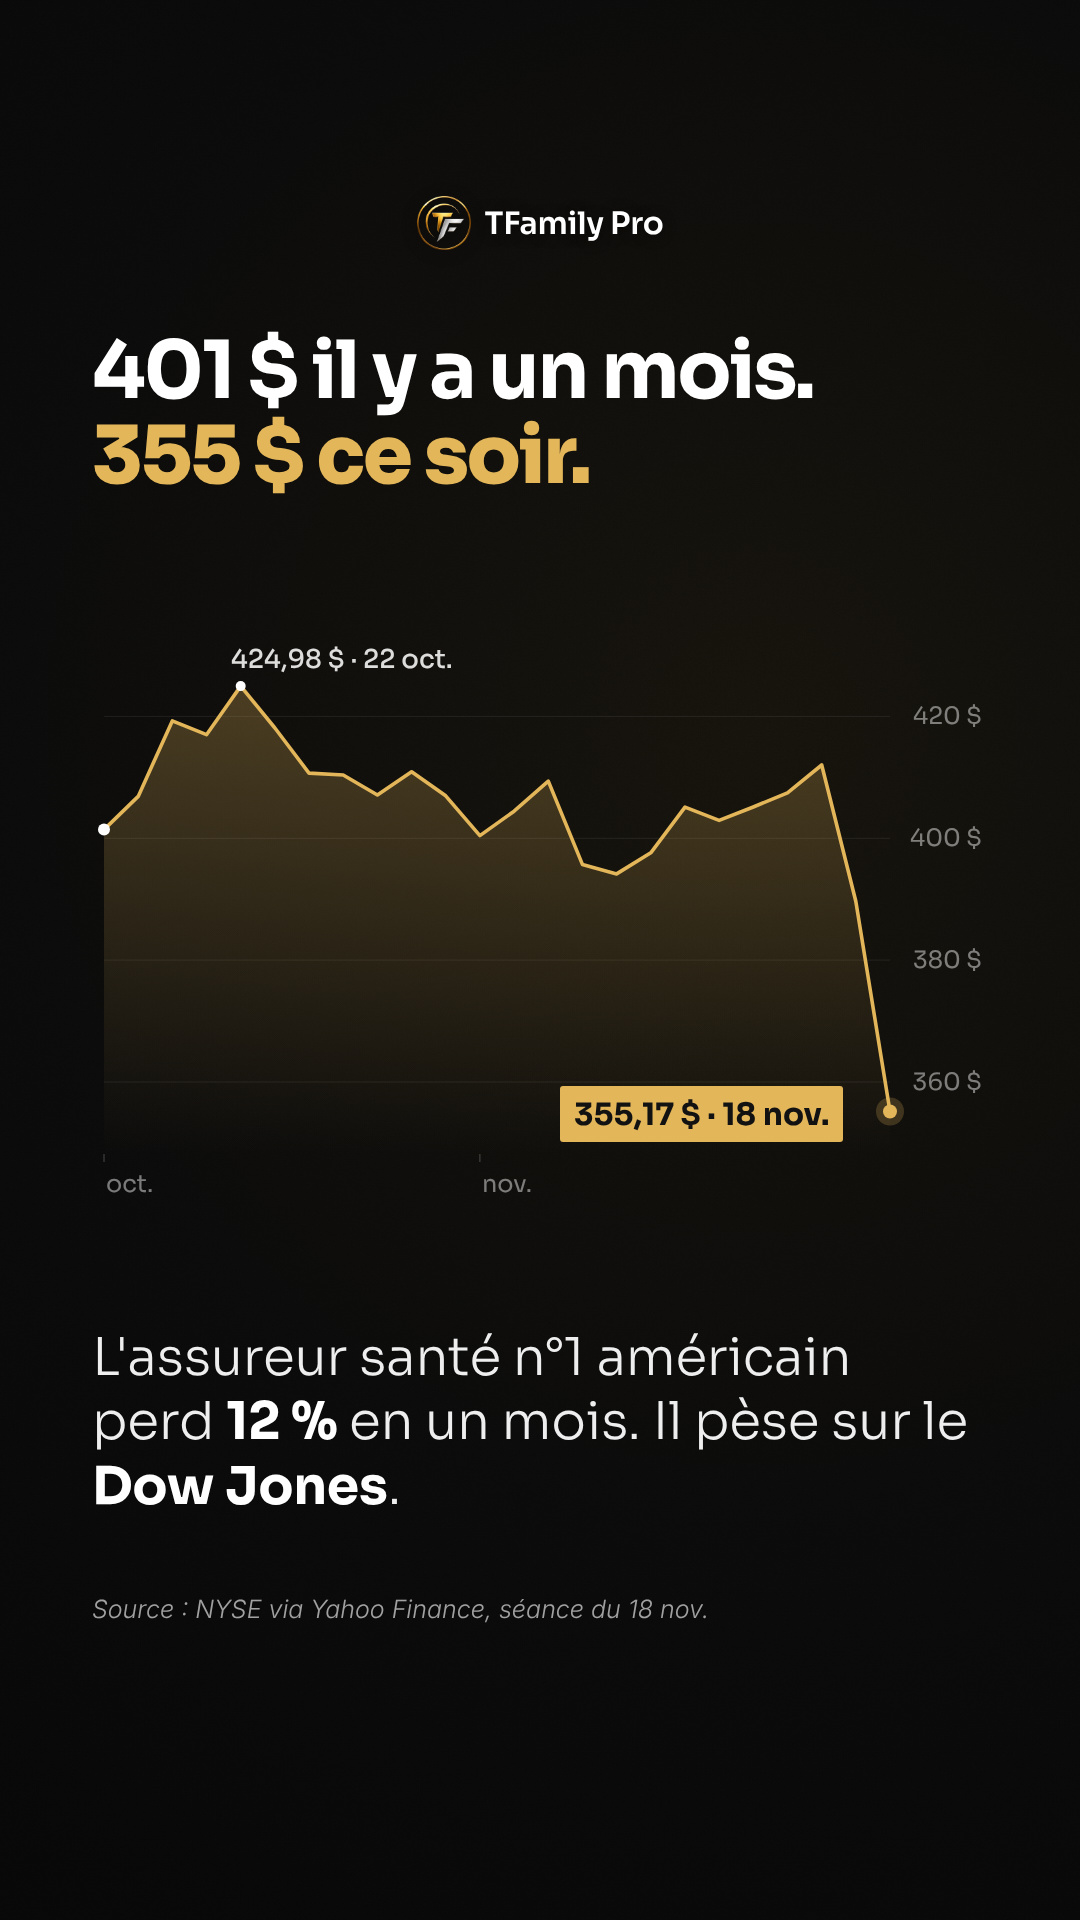 TFamily Pro
401 $ il y a un mois.
355 $ ce soir.
424,98 $ · 22 oct.
420 $
400 $
380 $
360 $
355,17 $ · 18 nov.
oct.
nov.
L'assureur santé n°1 américain
perd 12 % en un mois. Il pèse sur le
Dow Jones.
Source : NYSE via Yahoo Finance, séance du 18 nov.